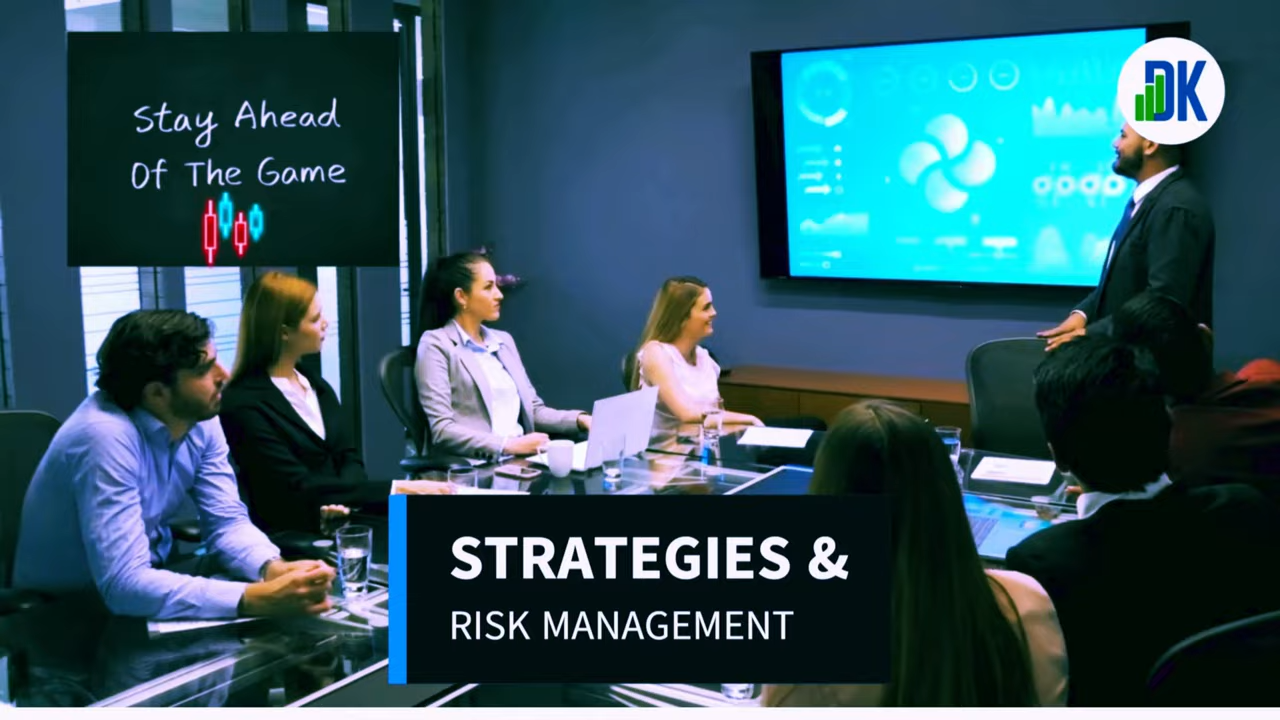 Stay Ahead
Of The Game
DK
STRATEGIES &
RISK MANAGEMENT